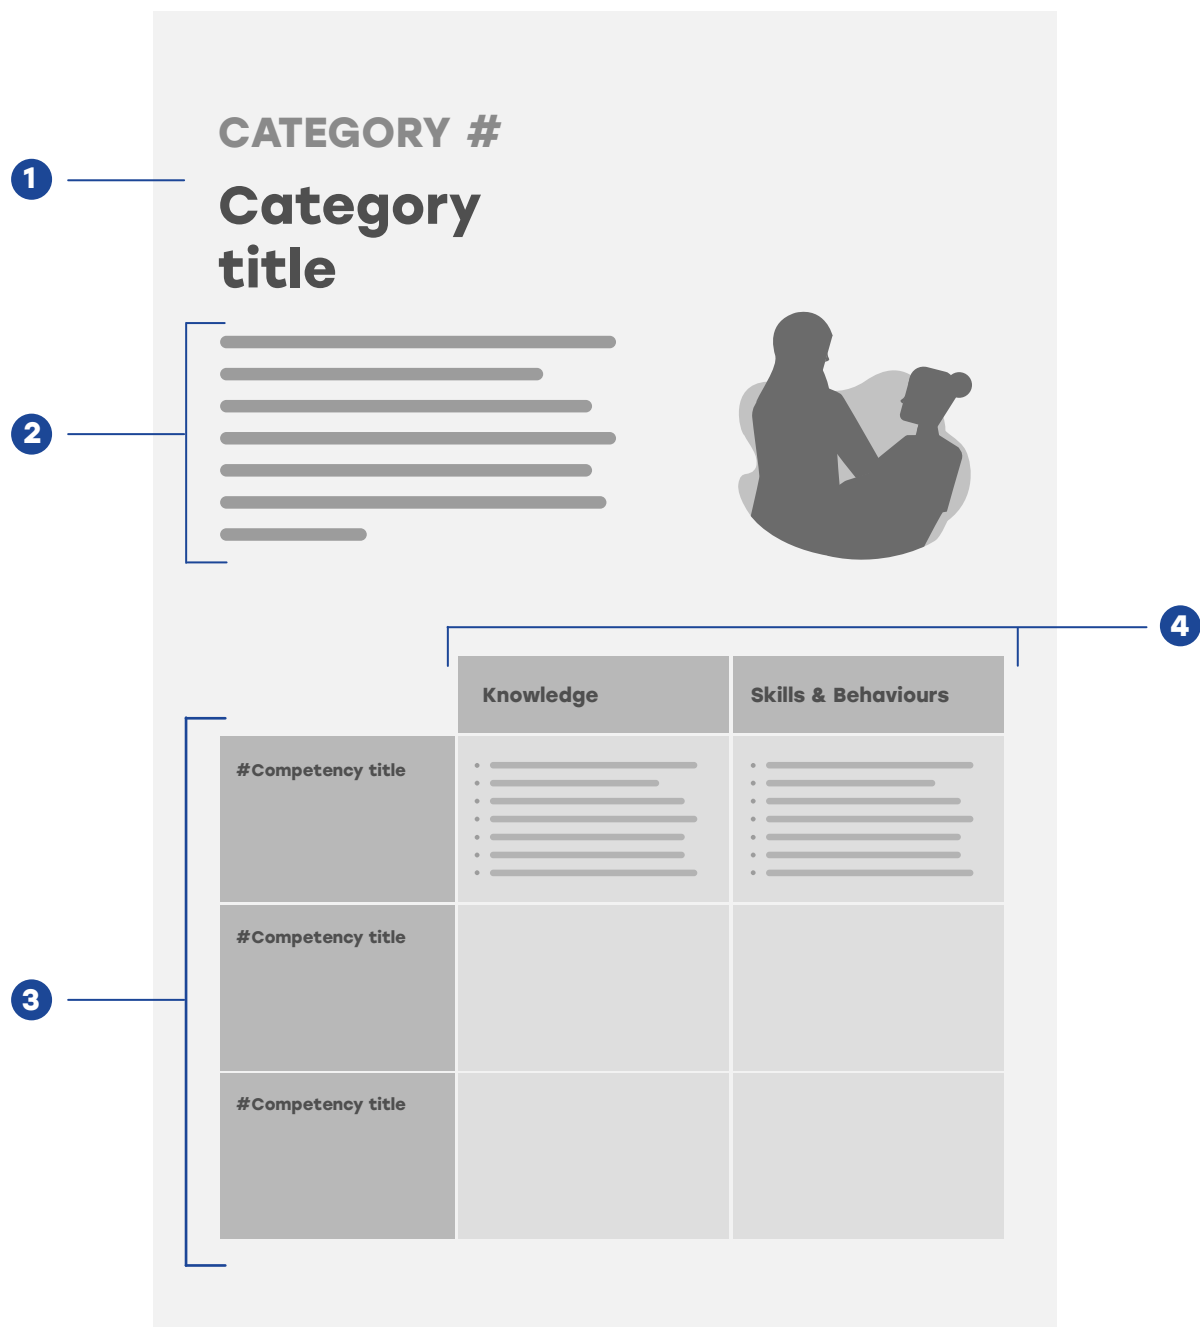 CATEGORY #
1
Category
title
2
4
Knowledge
Skills & Behaviours
#Competency title
#Competency title
3
#Competency title